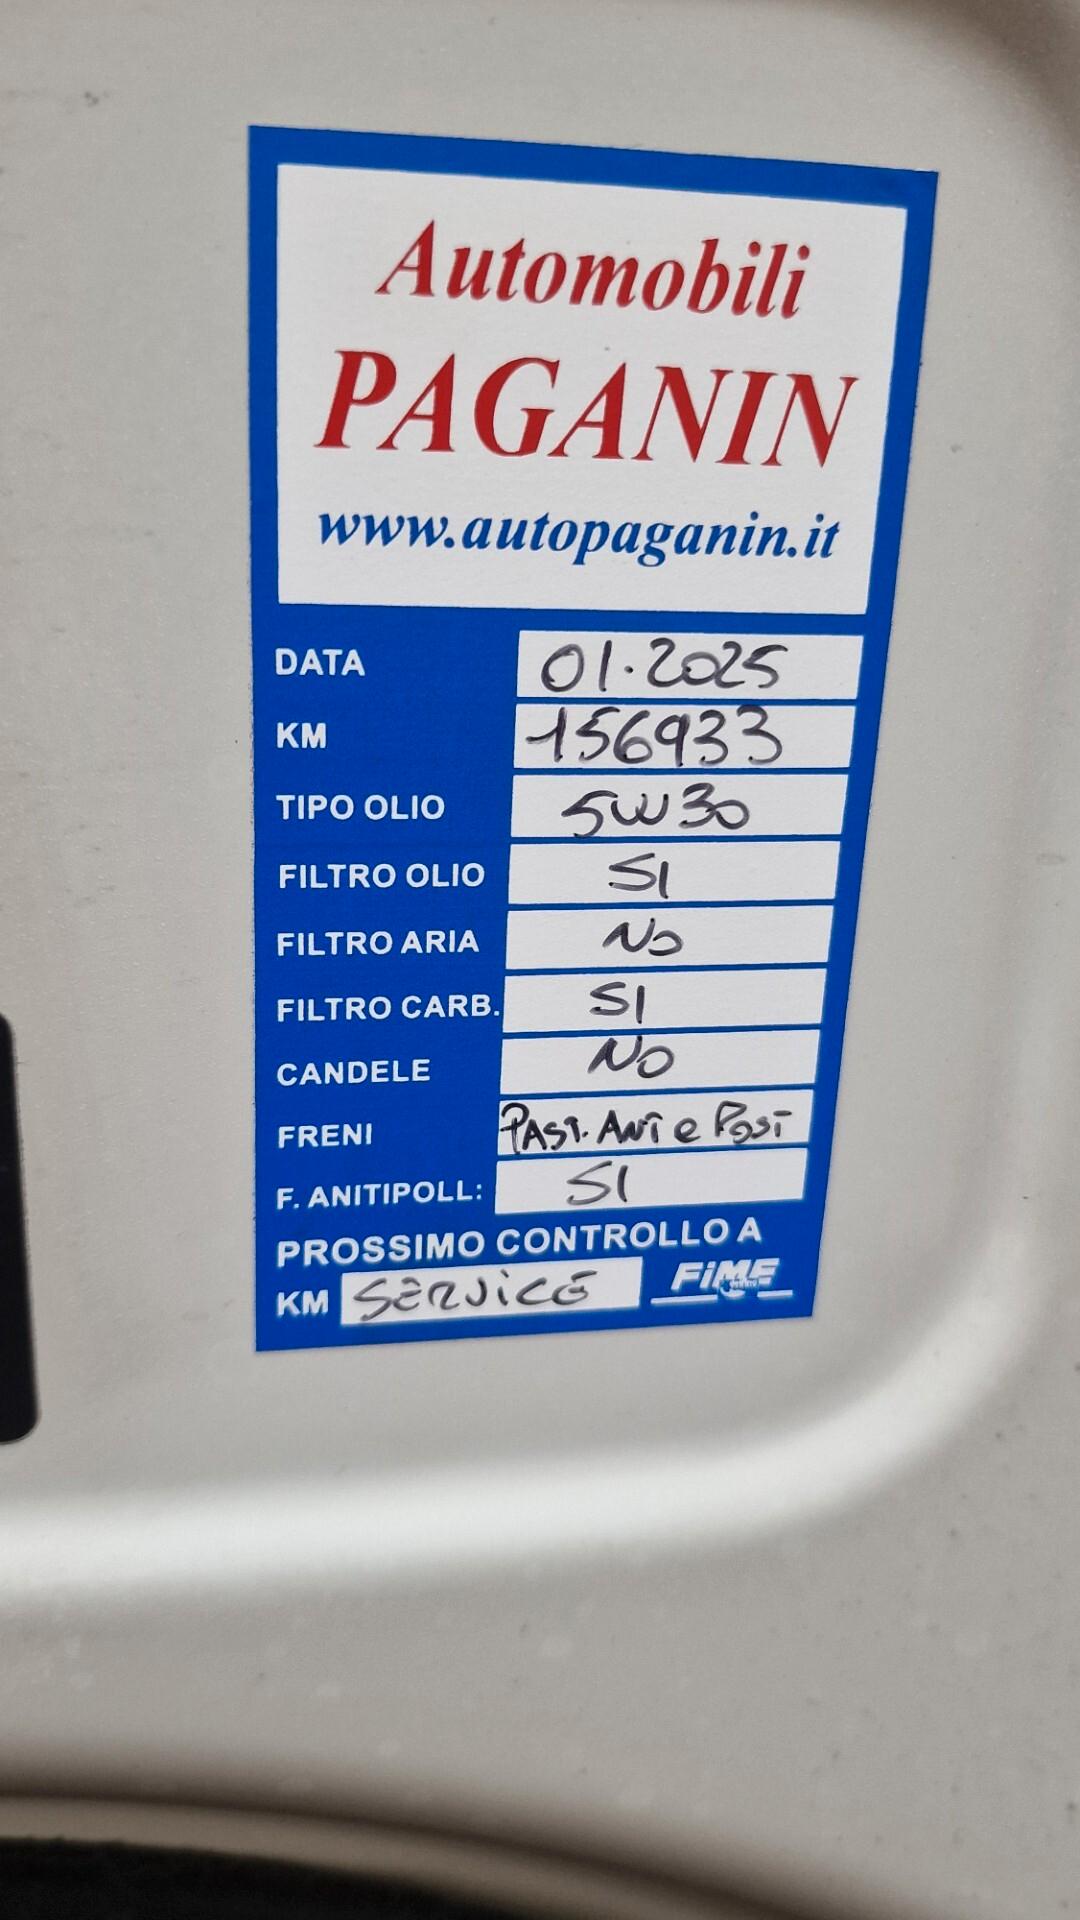 Automobili
PAGANIN
www.autopaganin.it
DATA 01.2025
KM 156933
TIPO OLIO 5W30
FILTRO OLIO SI
FILTRO ARIA NO
FILTRO CARB. SI
CANDELE NO
FRENI PAST. ANT e POST
F. ANITIPOLL: SI
PROSSIMO CONTROLLO A
KM SERVICE FiME